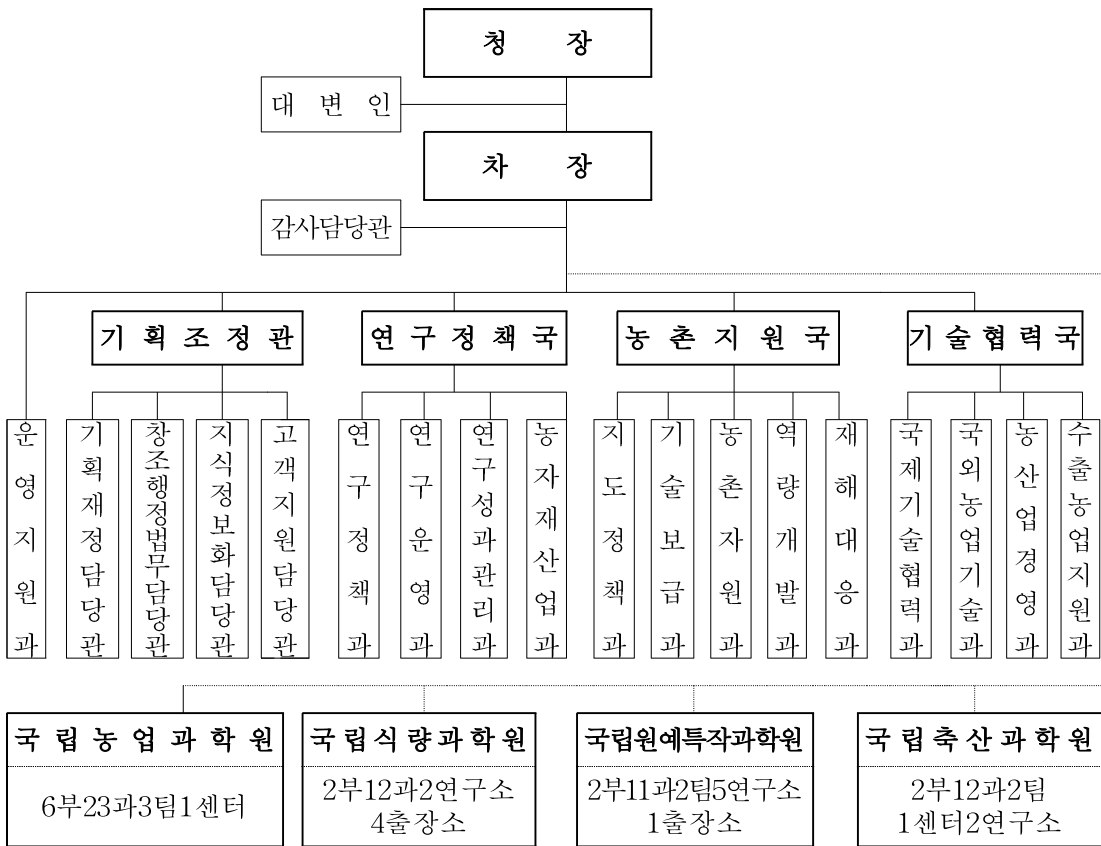 청 장
대 변 인
차 장
감사담당관
기 획 조 정 관
연 구 정 책 국
농 촌 지 원 국
기 술 협 력 국
운영지원과
기획재정담당관
창조행정법무담당관
지식정보화담당관
고객지원담당관
연구정책과
연구운영과
연구성과관리과
농자재산업과
지도정책과
기술보급과
농촌자원과
역량개발과
재해대응과
국제기술협력과
국외농업기술과
농산업경영과
수출농업지원과
국 립 농 업 과 학 원
6부23과3팀1센터
국 립 식 량 과 학 원
2부12과2연구소
4출장소
국립원예특작과학원
2부11과2팀5연구소
1출장소
국 립 축 산 과 학 원
2부12과2팀
1센터2연구소